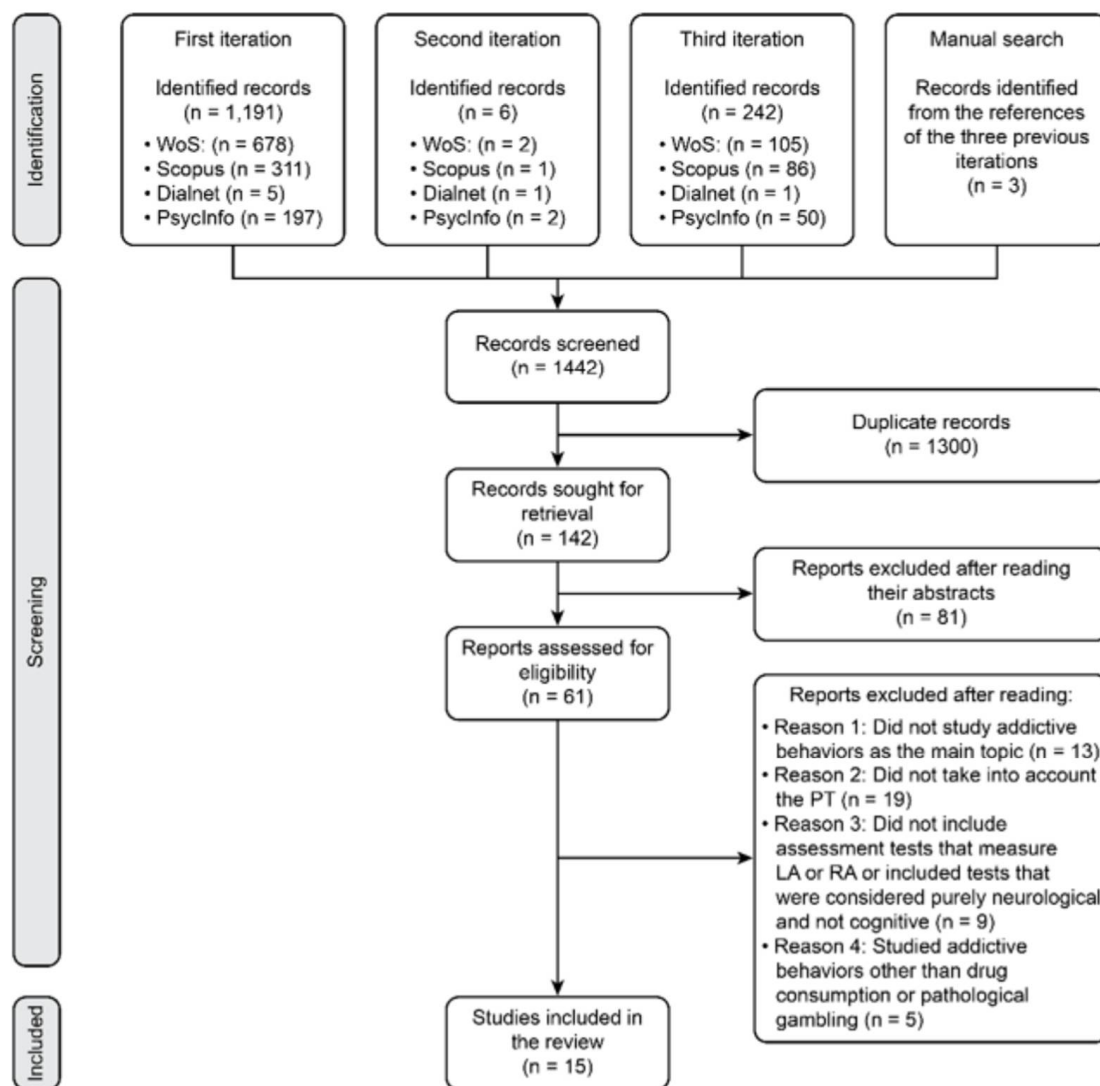 Identification
First iteration
Identified records
(n = 1,191)
• WoS: (n = 678)
• Scopus (n = 311)
• Dialnet (n = 5)
• PsycInfo (n = 197)
Second iteration
Identified records
(n = 6)
• WoS: (n = 2)
• Scopus (n = 1)
• Dialnet (n = 1)
• PsycInfo (n = 2)
Third iteration
Identified records
(n = 242)
• WoS: (n = 105)
• Scopus (n = 86)
• Dialnet (n = 1)
• PsycInfo (n = 50)
Manual search
Records identified
from the references
of the three previous
iterations
(n = 3)
Screening
Records screened
(n = 1442)
Duplicate records
(n = 1300)
Records sought for
retrieval
(n = 142)
Reports excluded after reading
their abstracts
(n = 81)
Reports assessed for
eligibility
(n = 61)
Reports excluded after reading:
• Reason 1: Did not study addictive
behaviors as the main topic (n = 13)
• Reason 2: Did not take into account
the PT (n = 19)
• Reason 3: Did not include
assessment tests that measure
LA or RA or included tests that
were considered purely neurological
and not cognitive (n = 9)
• Reason 4: Studied addictive
behaviors other than drug
consumption or pathological
gambling (n = 5)
Included
Studies included in
the review
(n = 15)